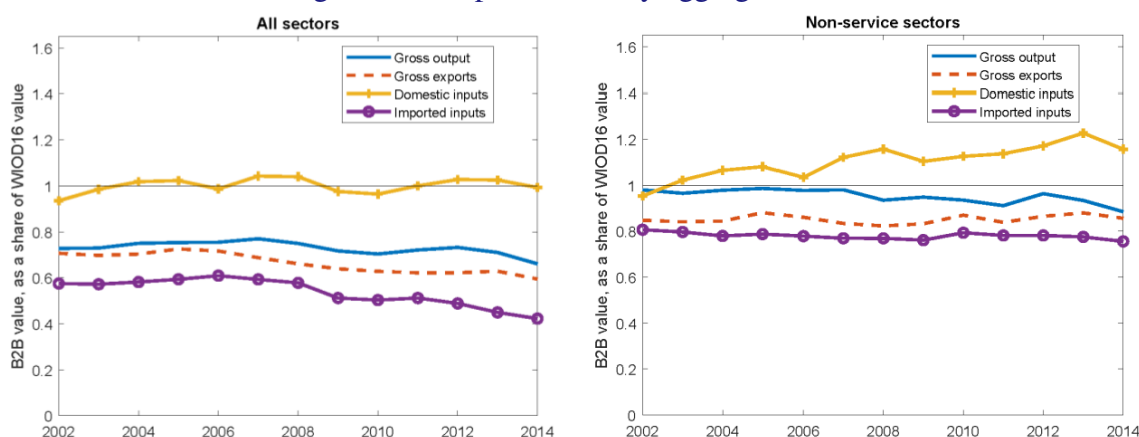 All sectors
B2B value, as a share of WIOD16 value
1.6
1.4
1.2
1
0.8
0.6
0.4
0.2
0
2002 2004 2006 2008 2010 2012 2014
Gross output
Gross exports
Domestic inputs
Imported inputs
Non-service sectors
B2B value, as a share of WIOD16 value
1.6
1.4
1.2
1
0.8
0.6
0.4
0.2
0
2002 2004 2006 2008 2010 2012 2014
Gross output
Gross exports
Domestic inputs
Imported inputs